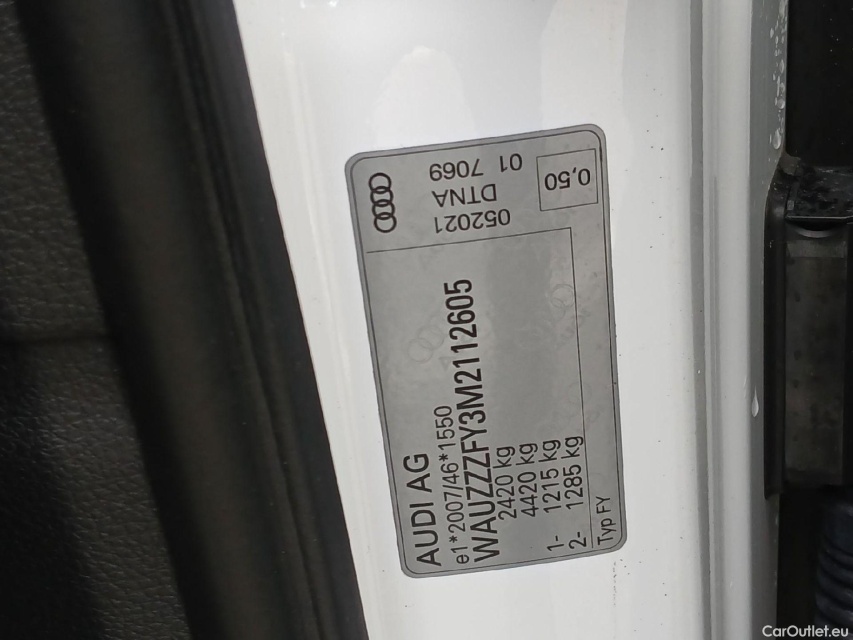 AUDI AG
e1*2007/46*1550
WAUZZZFY3M2112605
2420 kg
4420 kg
1- 1215 kg
2- 1285 kg
Typ FY
052021
DTNA
01 7069
0,50
CarOutlet.eu